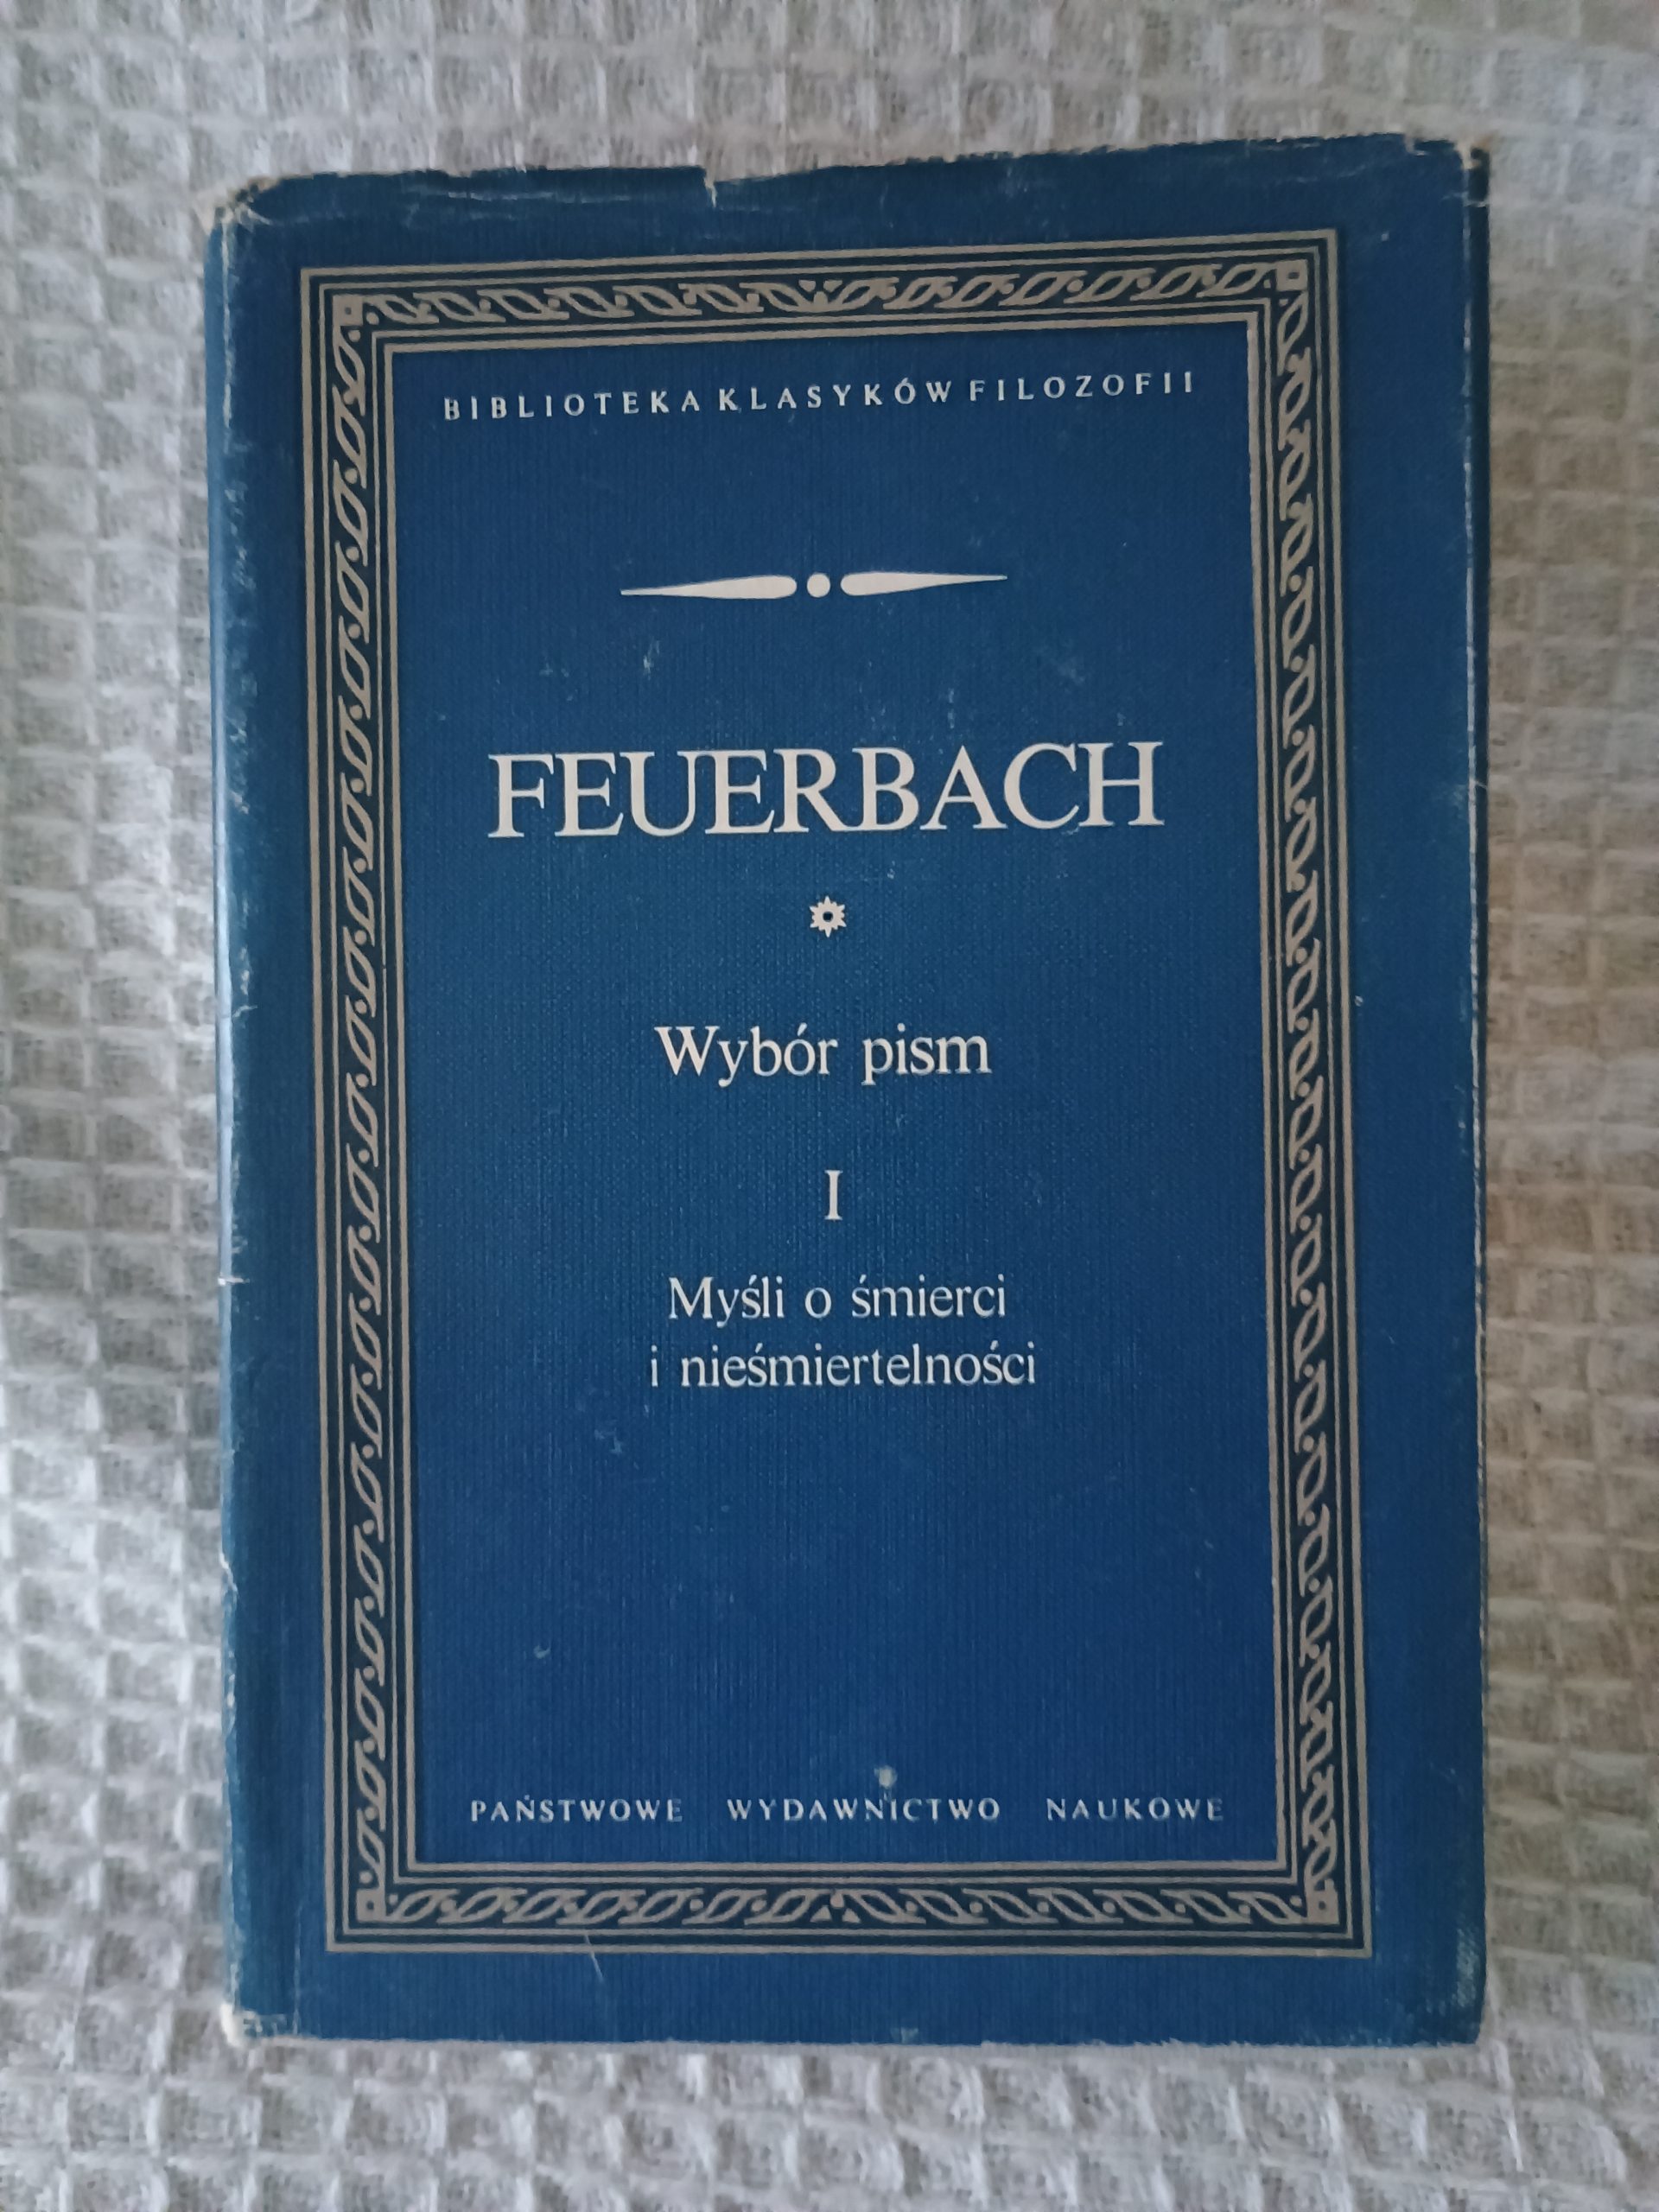 BIBLIOTEKA KLASYKÓW FILOZOFII
FEUERBACH
Wybór pism
I
Myśli o śmierci
i nieśmiertelności
PAŃSTWOWE WYDAWNICTWO NAUKOWE